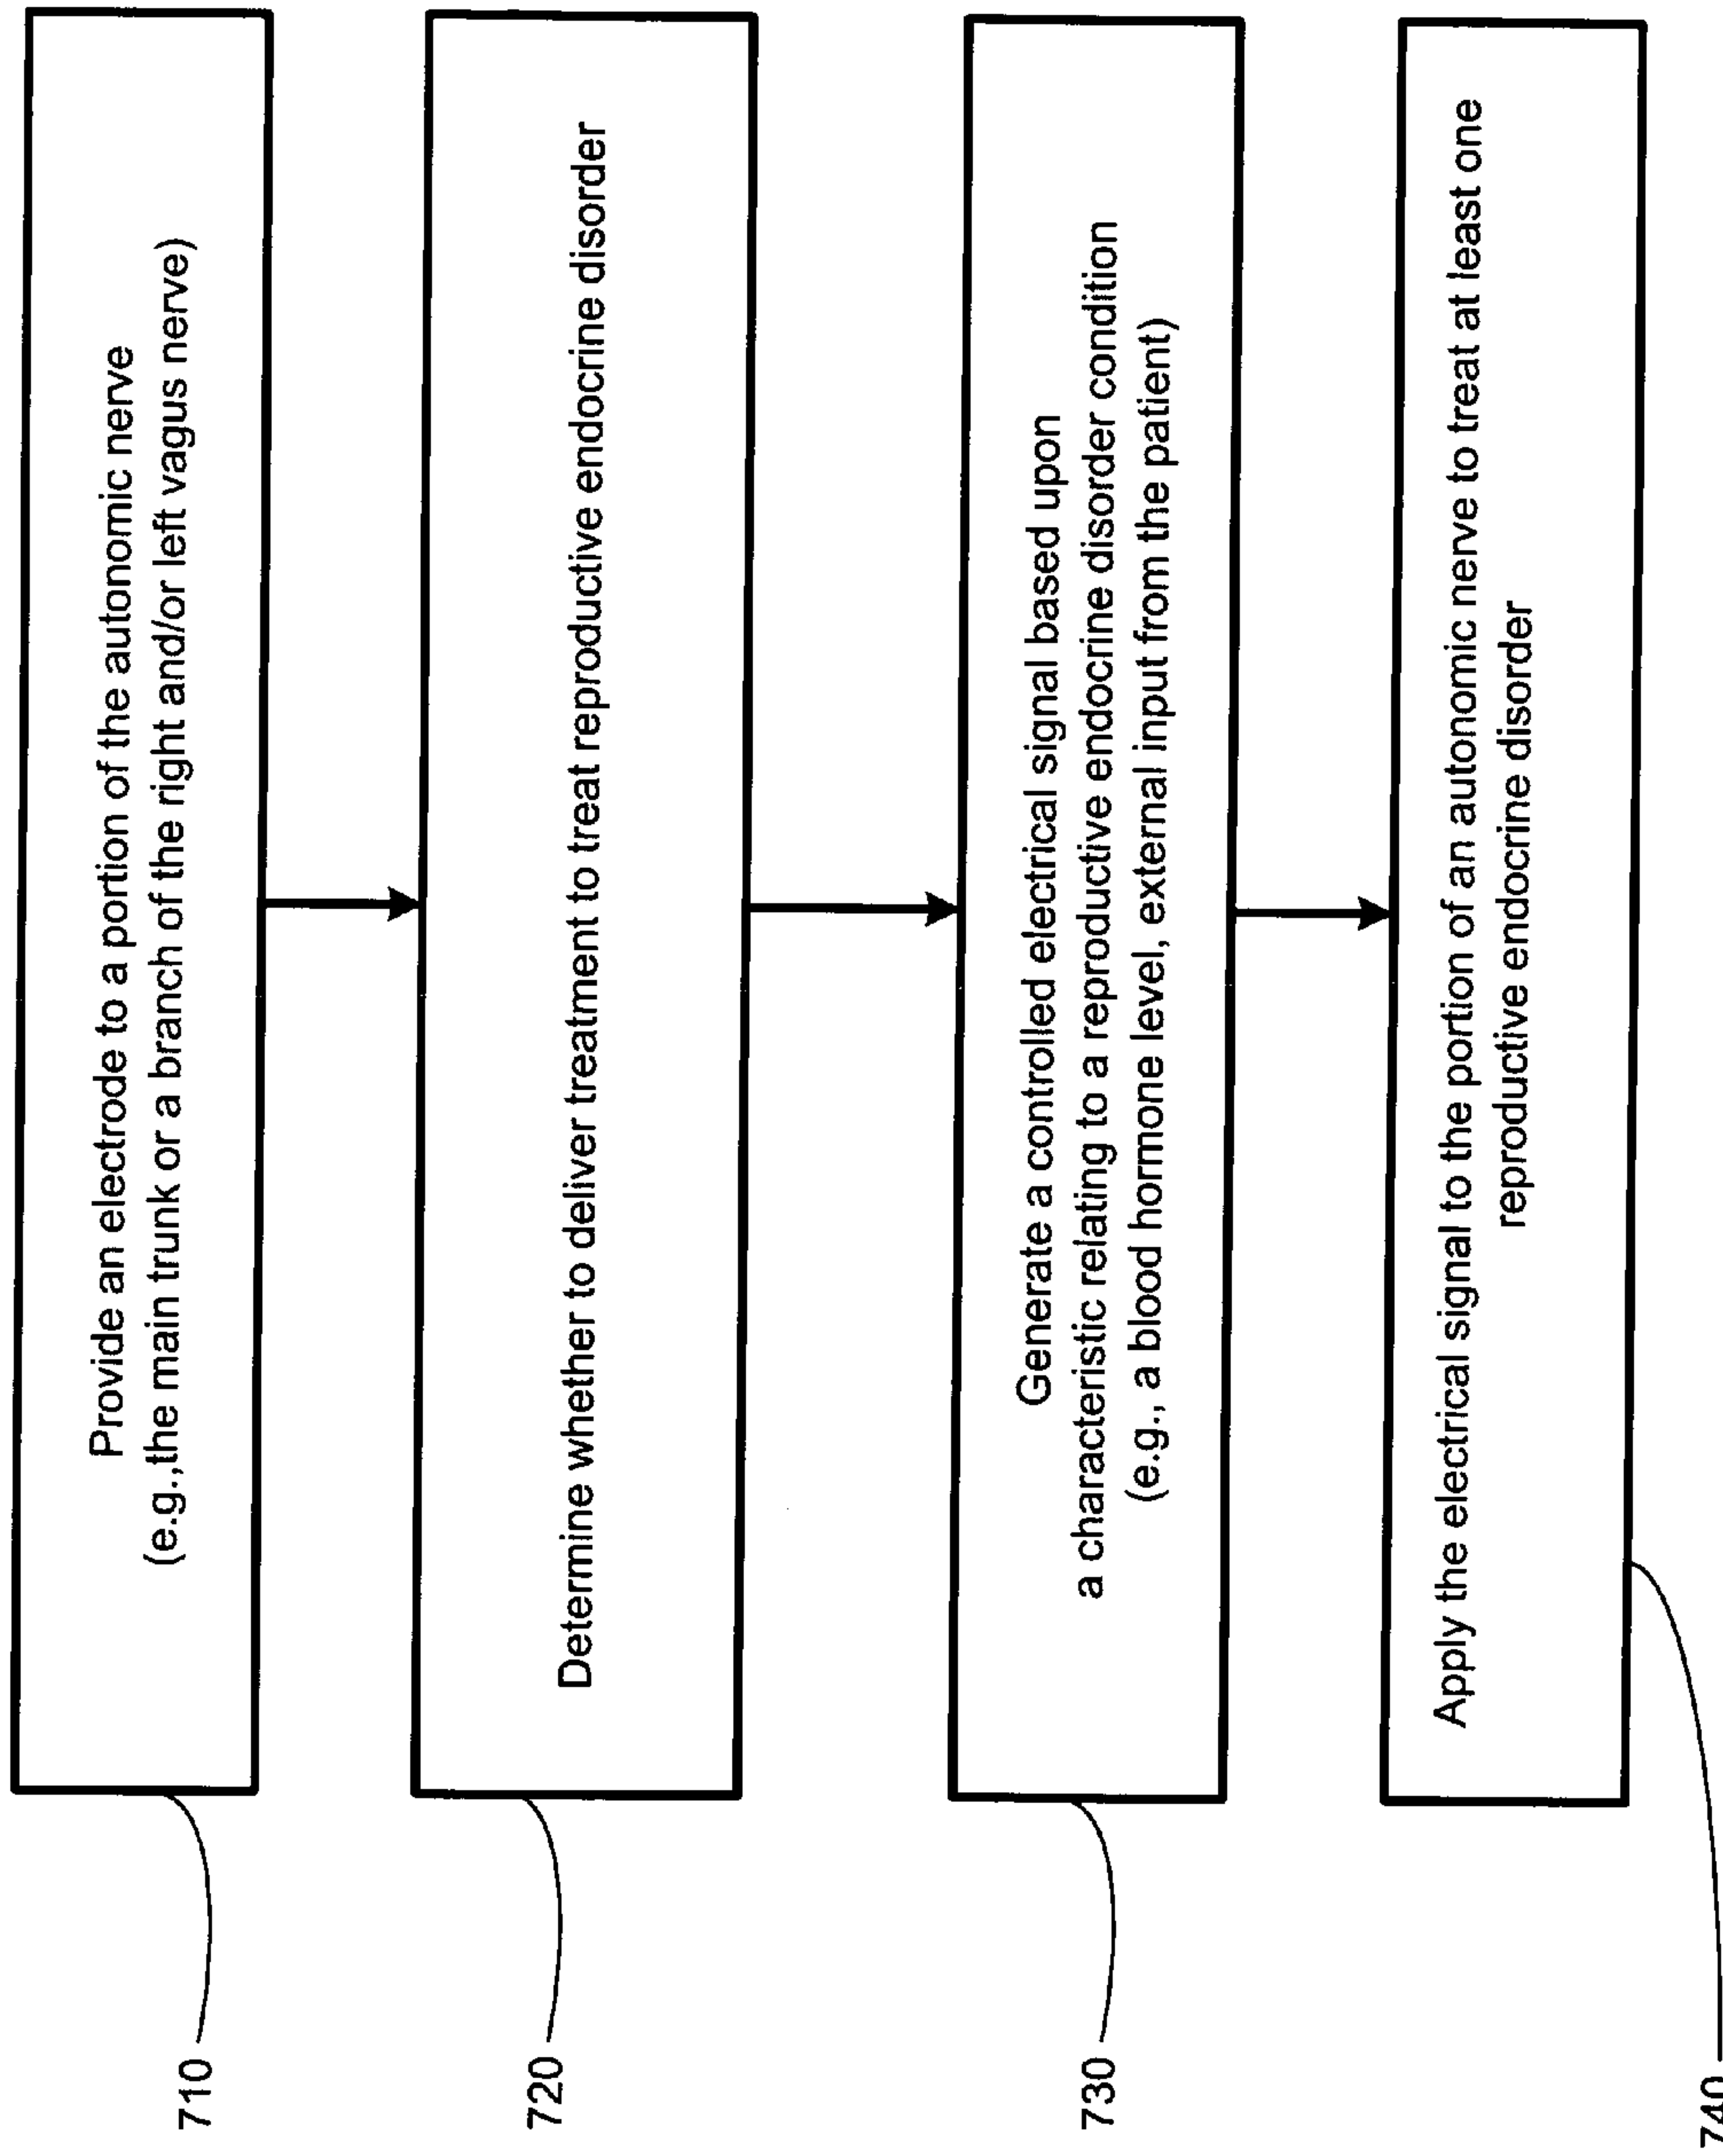 710
Provide an electrode to a portion of the autonomic nerve
(e.g.,the main trunk or a branch of the right and/or left vagus nerve)
720
Determine whether to deliver treatment to treat reproductive endocrine disorder
730
Generate a controlled electrical signal based upon
a characteristic relating to a reproductive endocrine disorder condition
(e.g., a blood hormone level, external input from the patient)
740
Apply the electrical signal to the portion of an autonomic nerve to treat at least one
reproductive endocrine disorder